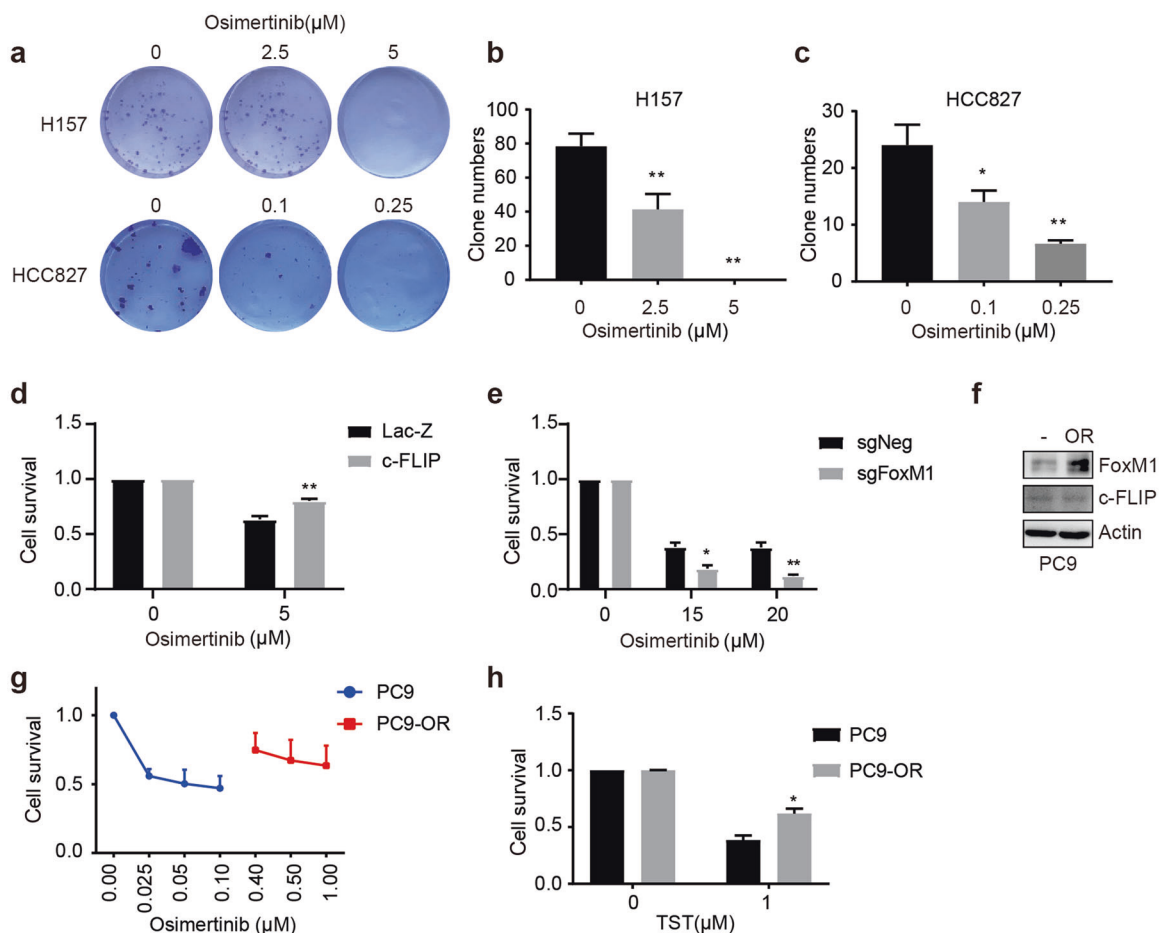 a
Osimertinib(μM)
0 2.5 5
H157
0 0.1 0.25
HCC827
b
H157
Clone numbers
100
80
60
40
20
0
**
**
0 2.5 5
Osimertinib (μM)
c
HCC827
Clone numbers
30
20
10
0
*
**
0 0.1 0.25
Osimertinib (μM)
d
Cell survival
1.5
1.0
0.5
0.0
Lac-Z
c-FLIP
**
0 5
Osimertinib (μM)
e
Cell survival
1.5
1.0
0.5
0.0
sgNeg
sgFoxM1
*
**
0 15 20
Osimertinib (μM)
f
- OR
FoxM1
c-FLIP
Actin
PC9
g
Cell survival
1.0
0.5
0.0
PC9
PC9-OR
0.00 0.025 0.05 0.10 0.40 0.50 1.00
Osimertinib (μM)
h
Cell survival
1.5
1.0
0.5
0.0
PC9
PC9-OR
*
0 1
TST(μM)